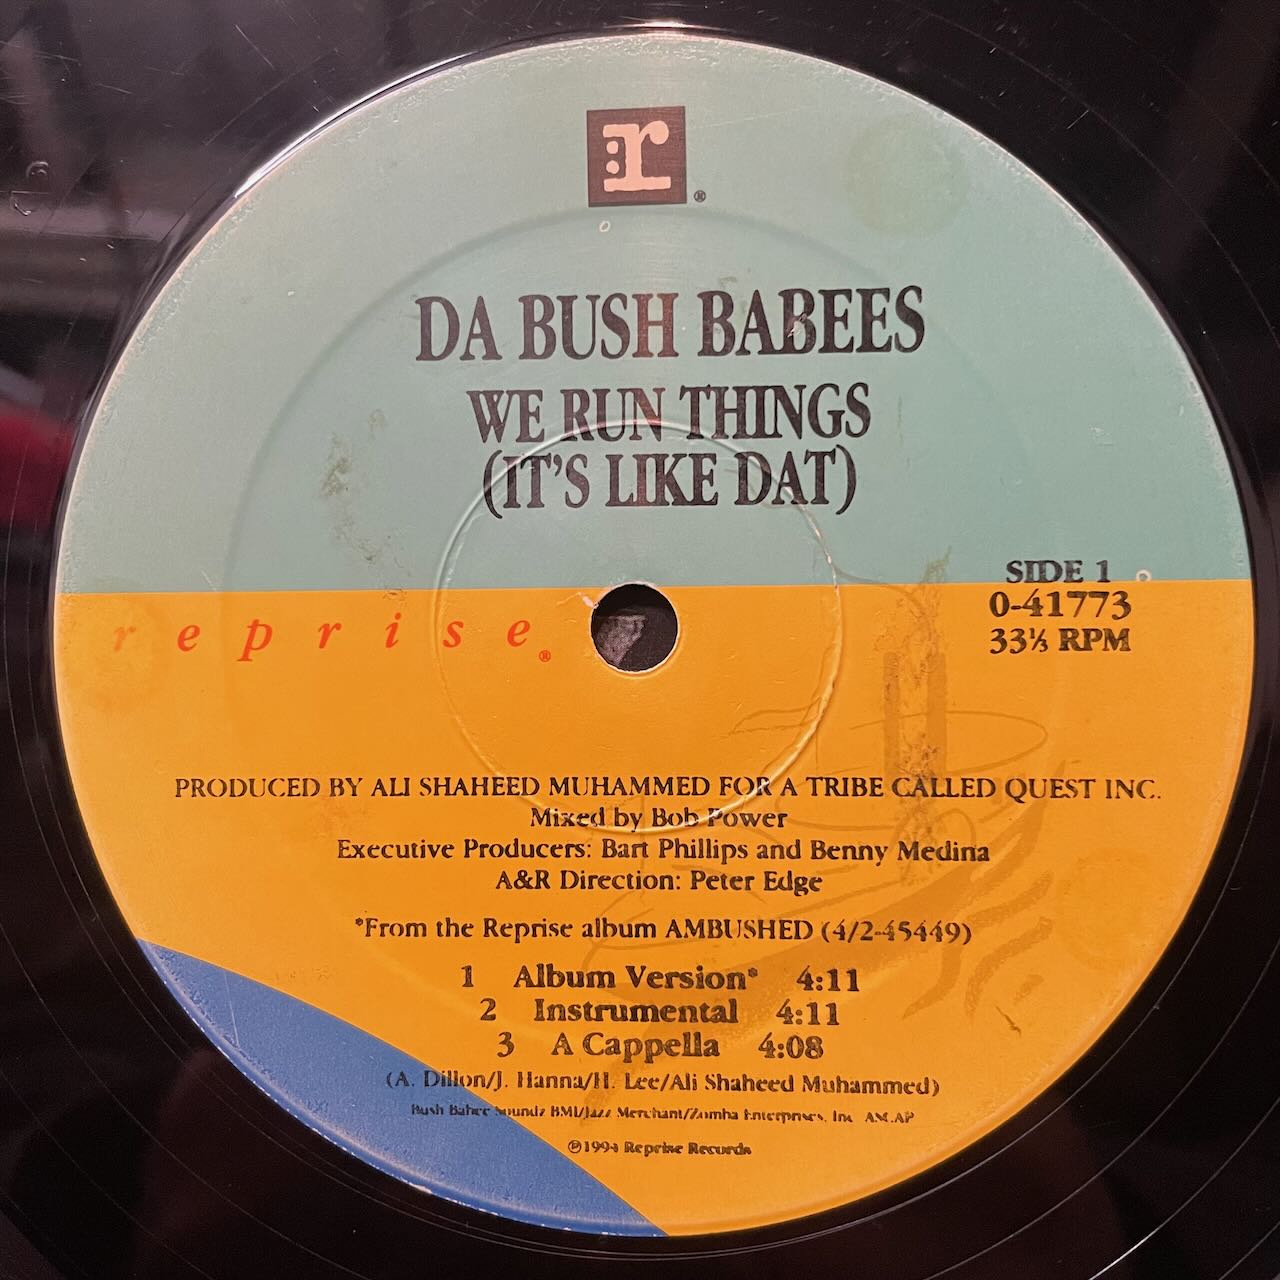 r ®
DA BUSH BABEES
WE RUN THINGS
(IT'S LIKE DAT)
SIDE 1
0-41773
33⅓ RPM
reprise®
PRODUCED BY ALI SHAHEED MUHAMMED FOR A TRIBE CALLED QUEST INC.
Mixed by Bob Power
Executive Producers: Bart Phillips and Benny Medina
A&R Direction: Peter Edge
*From the Reprise album AMBUSHED (4/2-45449)
1 Album Version* 4:11
2 Instrumental 4:11
3 A Cappella 4:08
(A. Dillon/J. Hanna/H. Lee/Ali Shaheed Muhammed)
Bush Babee Soundz BMI/Jazz Merchant/Zomba Enterprises, Inc ASCAP
℗1994 Reprise Records